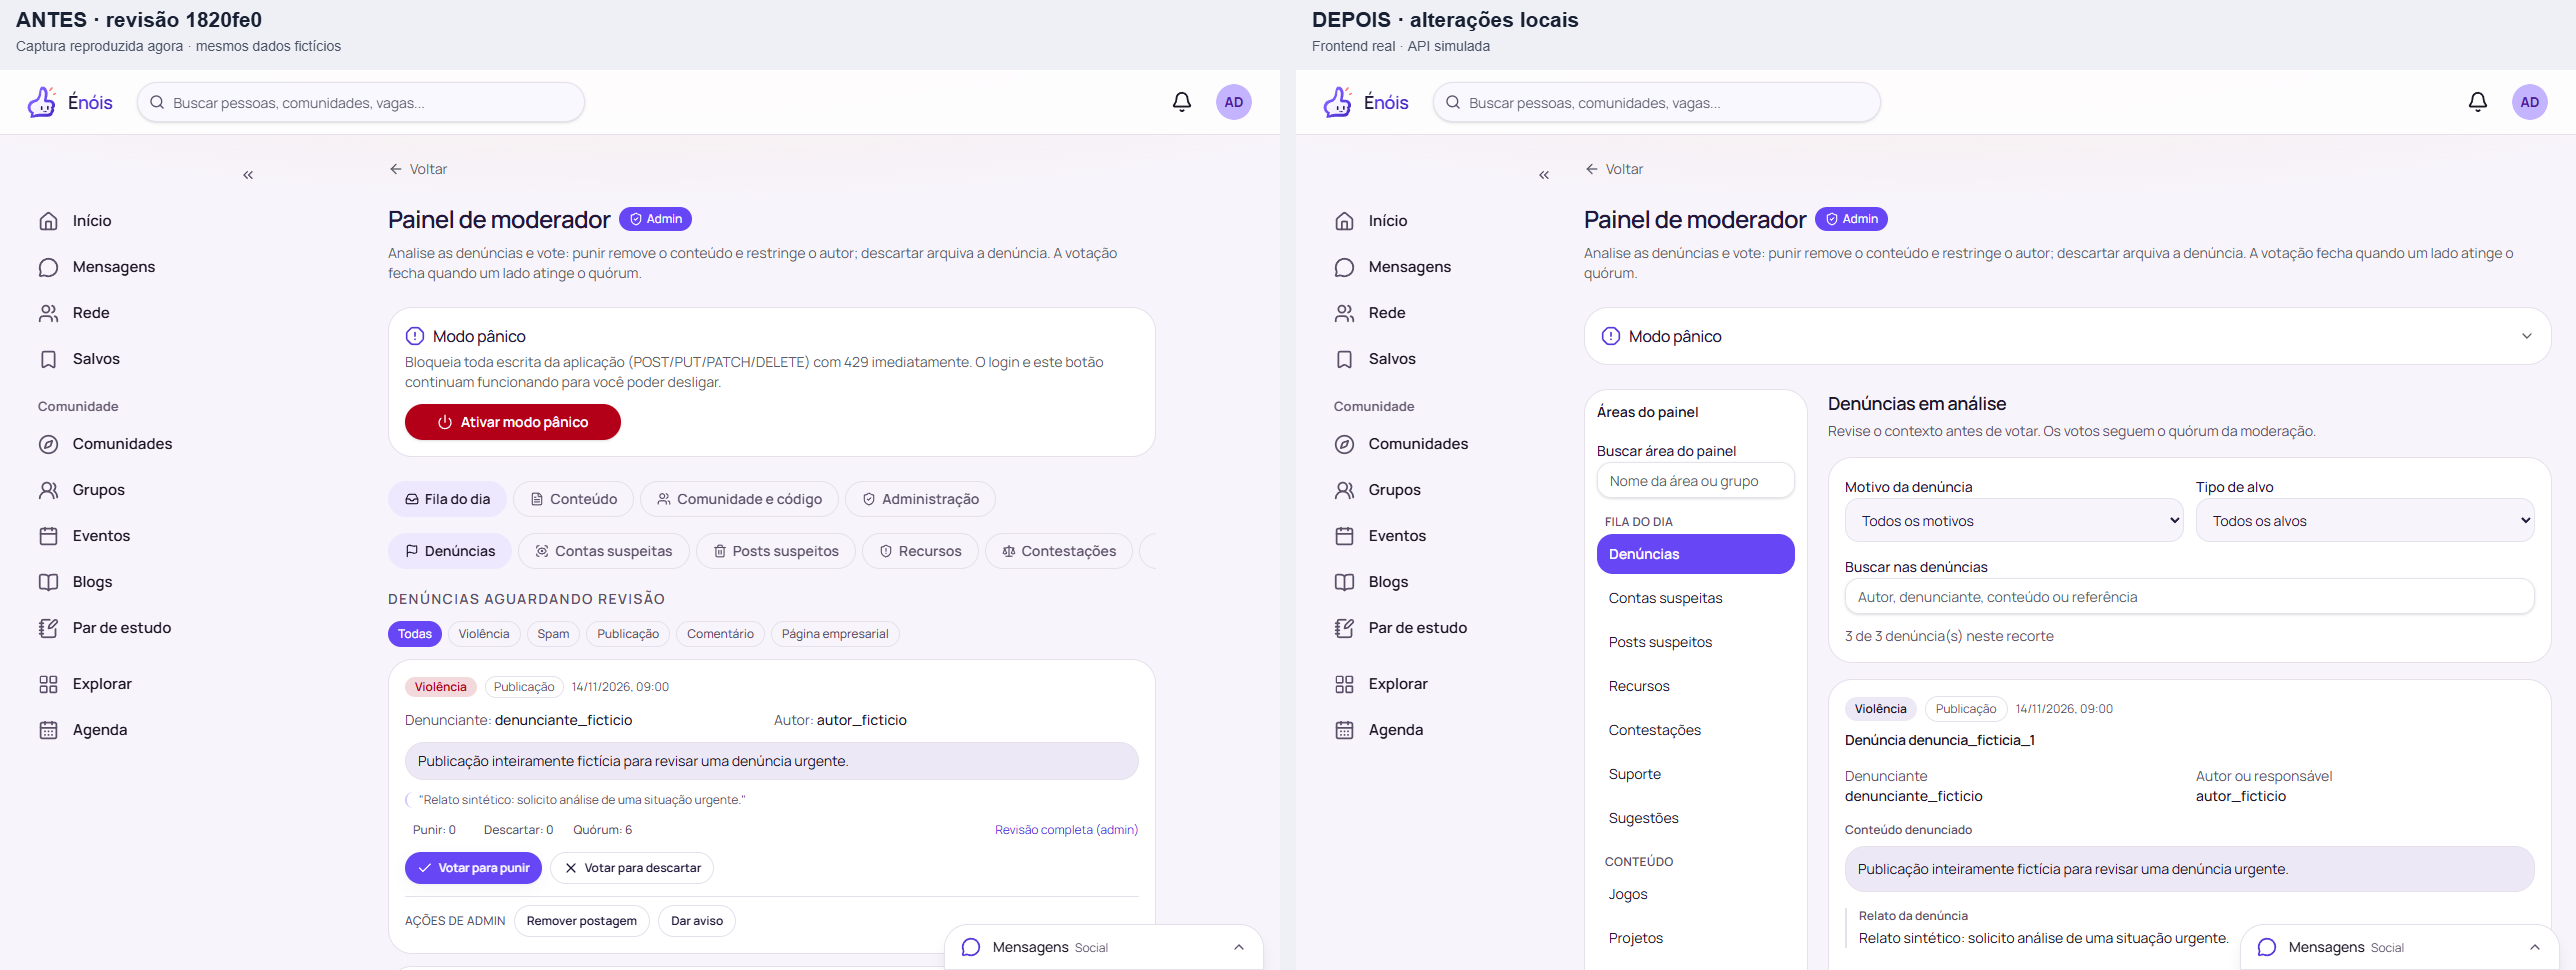 ANTES · revisão 1820fe0
Captura reproduzida agora · mesmos dados fictícios
Énóis
Buscar pessoas, comunidades, vagas...
AD
Voltar
Início
Mensagens
Rede
Salvos
Comunidade
Comunidades
Grupos
Eventos
Blogs
Par de estudo
Explorar
Agenda
Painel de moderador
Admin
Analise as denúncias e vote: punir remove o conteúdo e restringe o autor; descartar arquiva a denúncia. A votação
fecha quando um lado atinge o quórum.
Modo pânico
Bloqueia toda escrita da aplicação (POST/PUT/PATCH/DELETE) com 429 imediatamente. O login e este botão
continuam funcionando para você poder desligar.
Ativar modo pânico
Fila do dia
Conteúdo
Comunidade e código
Administração
Denúncias
Contas suspeitas
Posts suspeitos
Recursos
Contestações
DENÚNCIAS AGUARDANDO REVISÃO
Todas
Violência
Spam
Publicação
Comentário
Página empresarial
Violência
Publicação
14/11/2026, 09:00
Denunciante: denunciante_ficticio
Autor: autor_ficticio
Publicação inteiramente fictícia para revisar uma denúncia urgente.
"Relato sintético: solicito análise de uma situação urgente."
Punir: 0
Descartar: 0
Quórum: 6
Revisão completa (admin)
Votar para punir
Votar para descartar
AÇÕES DE ADMIN
Remover postagem
Dar aviso
Mensagens Social
DEPOIS · alterações locais
Frontend real · API simulada
Énóis
Buscar pessoas, comunidades, vagas...
AD
Voltar
Início
Mensagens
Rede
Salvos
Comunidade
Comunidades
Grupos
Eventos
Blogs
Par de estudo
Explorar
Agenda
Painel de moderador
Admin
Analise as denúncias e vote: punir remove o conteúdo e restringe o autor; descartar arquiva a denúncia. A votação fecha quando um lado atinge o
quórum.
Modo pânico
Áreas do painel
Buscar área do painel
Nome da área ou grupo
FILA DO DIA
Denúncias
Contas suspeitas
Posts suspeitos
Recursos
Contestações
Suporte
Sugestões
CONTEÚDO
Jogos
Projetos
Denúncias em análise
Revise o contexto antes de votar. Os votos seguem o quórum da moderação.
Motivo da denúncia
Todos os motivos
Tipo de alvo
Todos os alvos
Buscar nas denúncias
Autor, denunciante, conteúdo ou referência
3 de 3 denúncia(s) neste recorte
Violência
Publicação
14/11/2026, 09:00
Denúncia denuncia_ficticia_1
Denunciante
denunciante_ficticio
Autor ou responsável
autor_ficticio
Conteúdo denunciado
Publicação inteiramente fictícia para revisar uma denúncia urgente.
Relato da denúncia
Relato sintético: solicito análise de uma situação urgente.
Mensagens Social